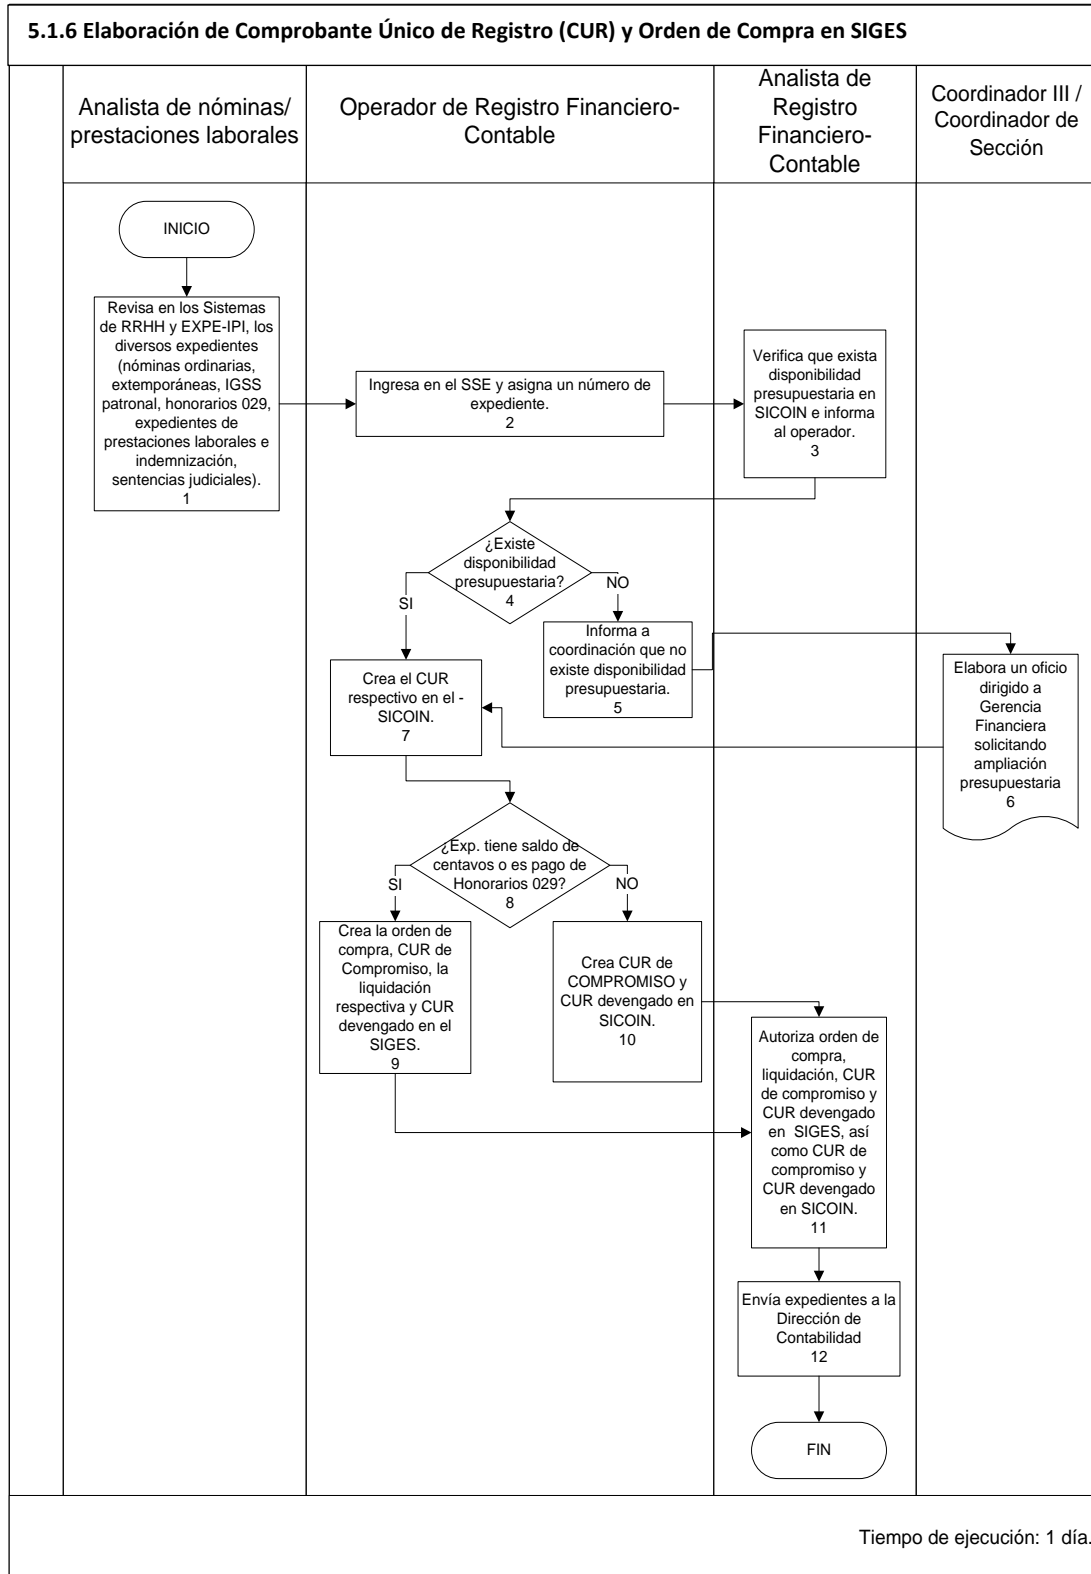 5.1.6 Elaboración de Comprobante Único de Registro (CUR) y Orden de Compra en SIGES
Analista de nóminas/
prestaciones laborales
Operador de Registro Financiero-
Contable
Analista de
Registro
Financiero-
Contable
Coordinador III /
Coordinador de
Sección
INICIO
Revisa en los Sistemas
de RRHH y EXPE-IPI, los
diversos expedientes
(nóminas ordinarias,
extemporáneas, IGSS
patronal, honorarios 029,
expedientes de
prestaciones laborales e
indemnización,
sentencias judiciales).
1
Ingresa en el SSE y asigna un número de
expediente.
2
Verifica que exista
disponibilidad
presupuestaria en
SICOIN e informa
al operador.
3
¿Existe
disponibilidad
presupuestaria?
4
SI
NO
Informa a
coordinación que no
existe disponibilidad
presupuestaria.
5
Elabora un oficio
dirigido a
Gerencia
Financiera
solicitando
ampliación
presupuestaria
6
Crea el CUR
respectivo en el -
SICOIN.
7
¿Exp. tiene saldo de
centavos o es pago de
Honorarios 029?
8
SI
NO
Crea la orden de
compra, CUR de
Compromiso, la
liquidación
respectiva y CUR
devengado en el
SIGES.
9
Crea CUR de
COMPROMISO y
CUR devengado en
SICOIN.
10
Autoriza orden de
compra,
liquidación, CUR
de compromiso y
CUR devengado
en SIGES, así
como CUR de
compromiso y
CUR devengado
en SICOIN.
11
Envía expedientes a la
Dirección de
Contabilidad
12
FIN
Tiempo de ejecución: 1 día.